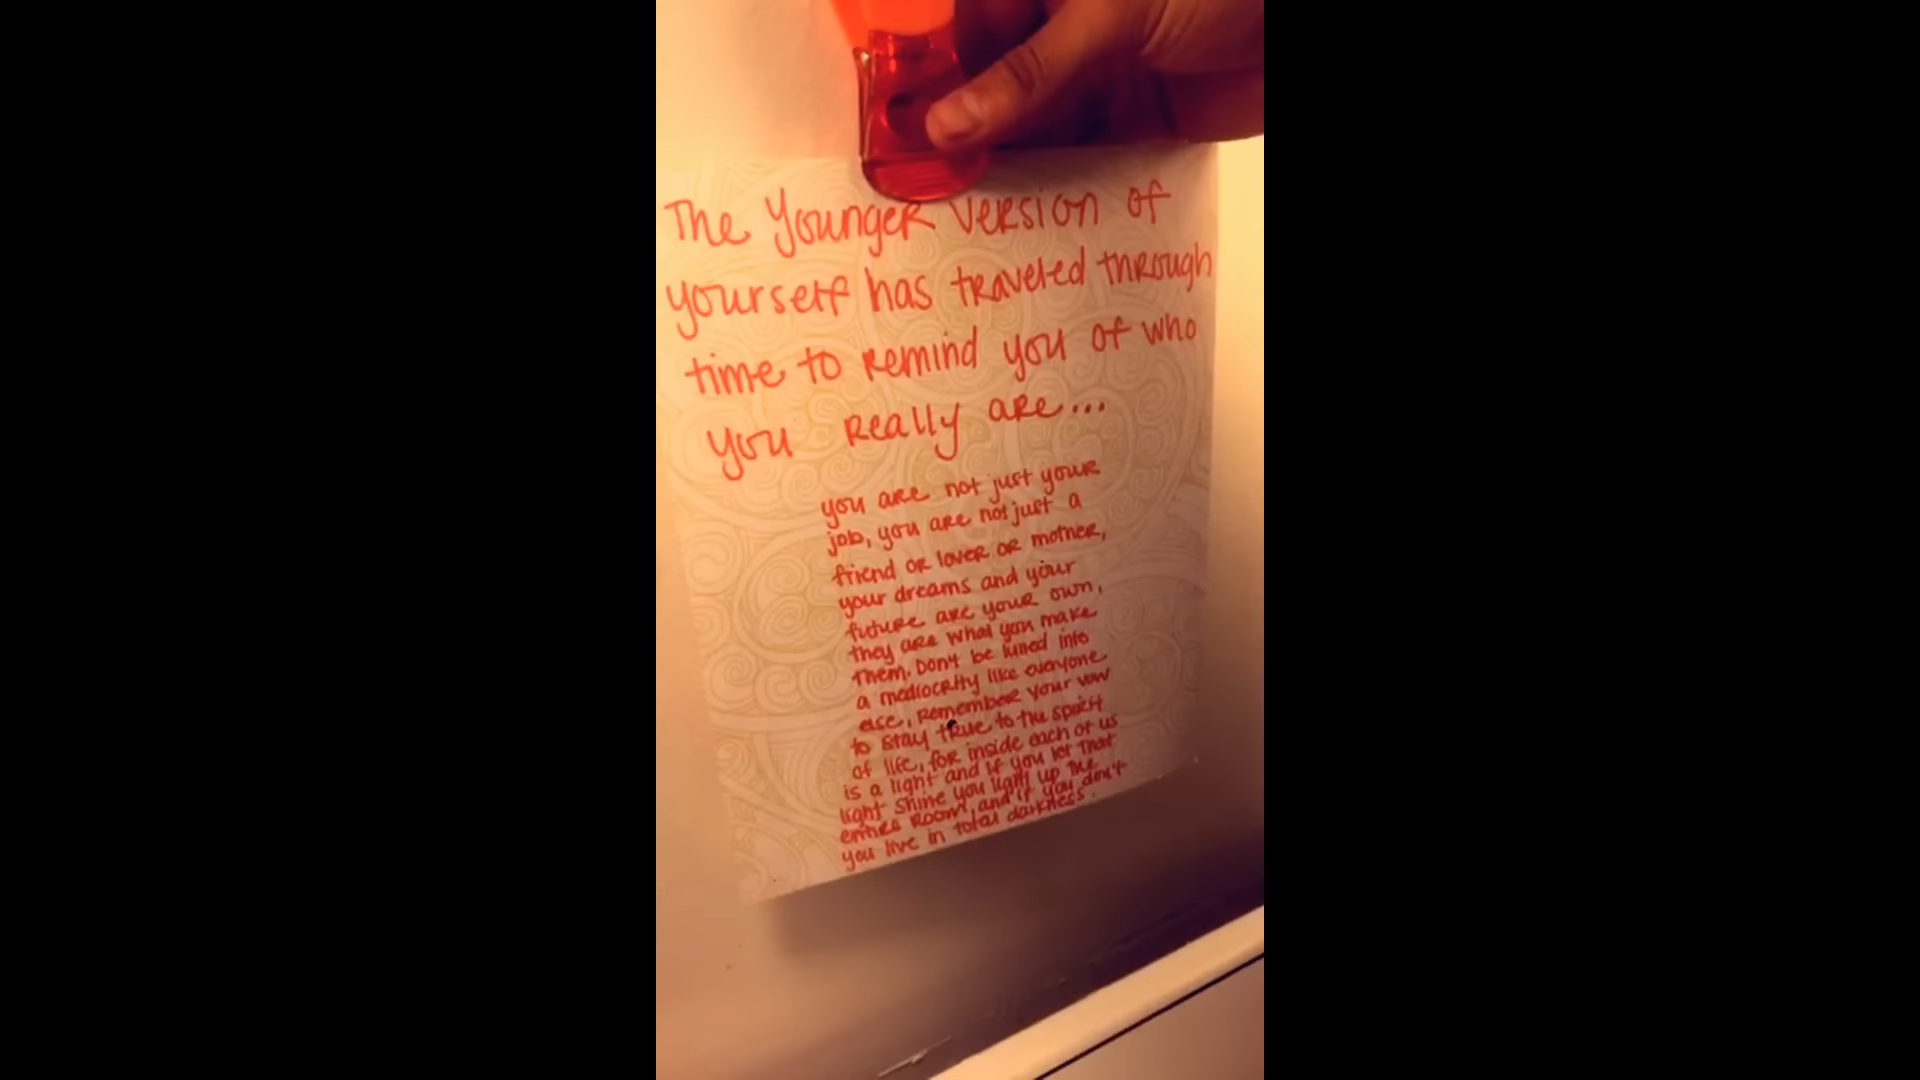 The Younger version of
yourself has traveled through
time to remind you of who
you really are...
you are not just your
job, you are not just a
friend or lover or mother,
your dreams and your
future are your own,
they are what you make
them. Don't be lulled into
a mediocrity like everyone
else, remember your vow
to stay true to the spirit
of life, for inside each of us
is a light and if you let that
light shine you light up the
entire room, and if you don't
you live in total darkness.